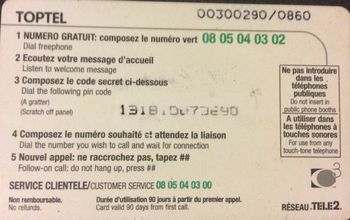 TOPTEL
00300290/0860
1 NUMERO GRATUIT: composez le numéro vert 08 05 04 03 02
Dial freephone
2 Ecoutez votre message d'accueil
Listen to welcome message
3 Composez le code secret ci-dessous
Dial the following pin code
(A gratter)
(Scratch off panel)
4 Composez le numéro souhaité et attendez la liaison
Dial the number you wish to call and wait for connection
5 Nouvel appel: ne raccrochez pas, tapez ##
Follow-on call: do not hang up, press ##
SERVICE CLIENTELE/CUSTOMER SERVICE 08 05 04 03 00
Non remboursable.
No refunds.
Durée d'utilisation 90 jours à partir du premier appel.
Card valid 90 days from first call.
Ne pas introduire
dans les
téléphones
publiques
Do not insert in
public phone booths
A utiliser dans
les téléphones à
touches sonores
For use from any
touch-tone telephone
RÉSEAU TELE2.